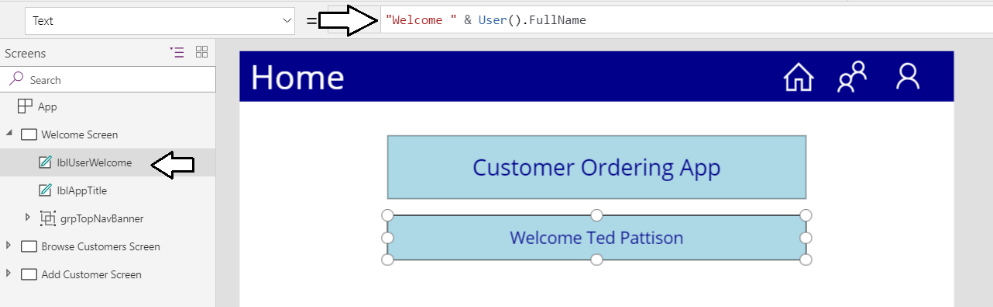 Text
= "Welcome " & User().FullName
Screens
Search
App
Welcome Screen
lblUserWelcome
lblAppTitle
grpTopNavBanner
Browse Customers Screen
Add Customer Screen
Home
Customer Ordering App
Welcome Ted Pattison